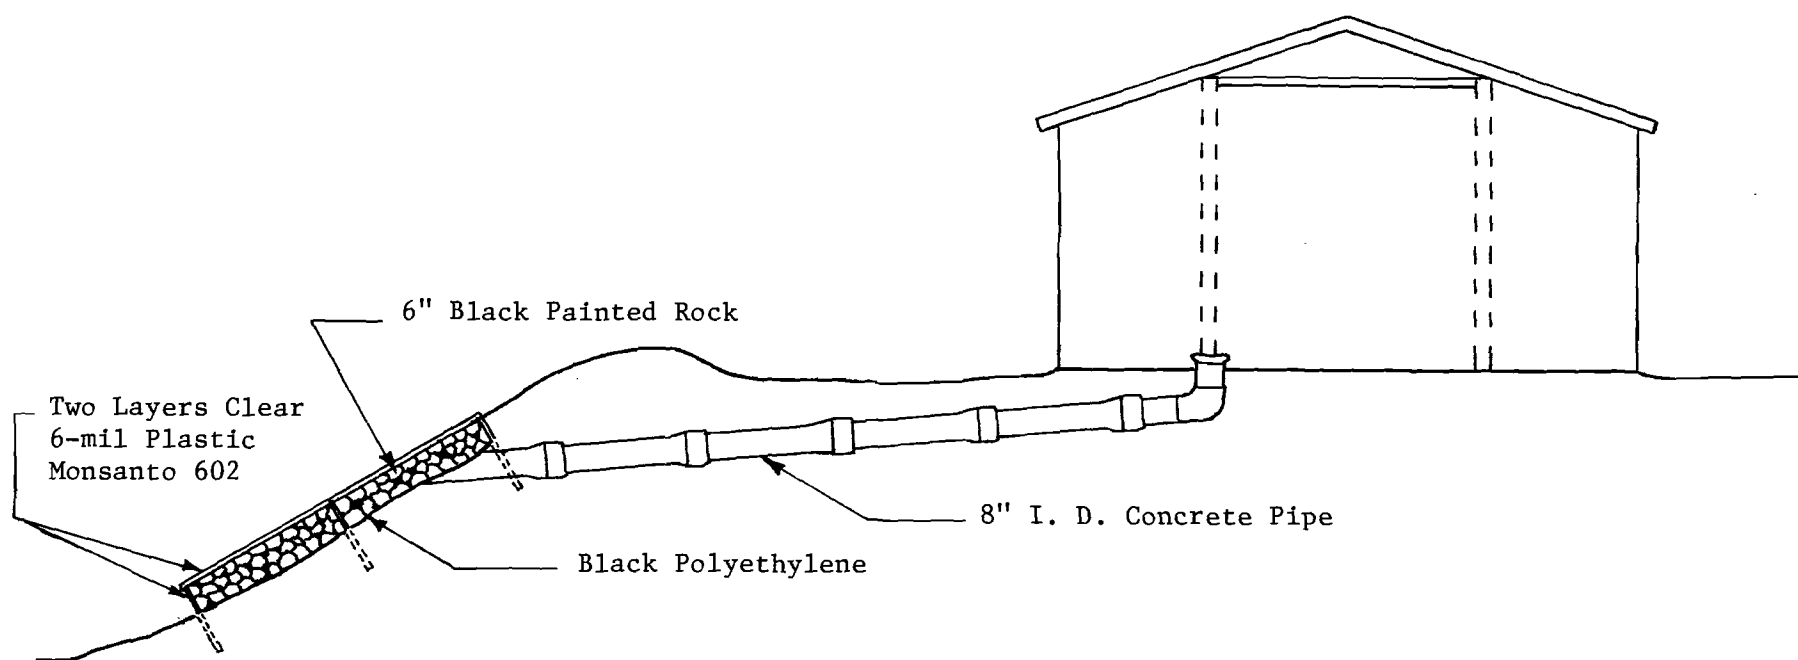 6" Black Painted Rock
Two Layers Clear
6-mil Plastic
Monsanto 602
8" I. D. Concrete Pipe
Black Polyethylene